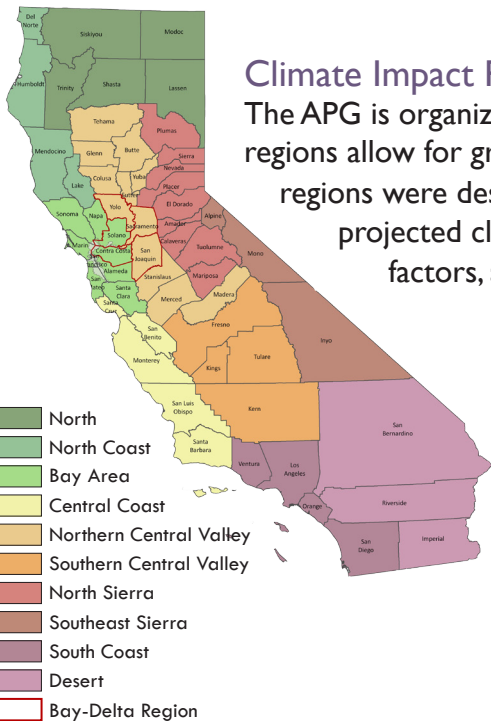 Del
Norte
Siskiyou
Modoc
Humboldt
Trinity
Shasta
Lassen
Climate Impact
The APG is organiz
regions allow for gr
regions were des
projected cl
factors, s
Tehama
Plumas
Mendocino
Glenn
Butte
Sierra
Nevada
Colusa
Yuba
Placer
Lake
Sutter
El Dorado
Sonoma
Napa
Yolo
Sacramento
Amador
Alpine
Solano
Calaveras
Marin
Contra Costa
San
Joaquin
Tuolumne
Mono
Alameda
Stanislaus
Mariposa
San
Mateo
Santa
Clara
Merced
Madera
Santa
Cruz
San
Benito
Fresno
Inyo
Monterey
Kings
Tulare
San Luis
Obispo
Kern
San
Bernardino
Santa
Barbara
Ventura
Los
Angeles
Orange
Riverside
San
Diego
Imperial
North
North Coast
Bay Area
Central Coast
Northern Central Valley
Southern Central Valley
North Sierra
Southeast Sierra
South Coast
Desert
Bay-Delta Region